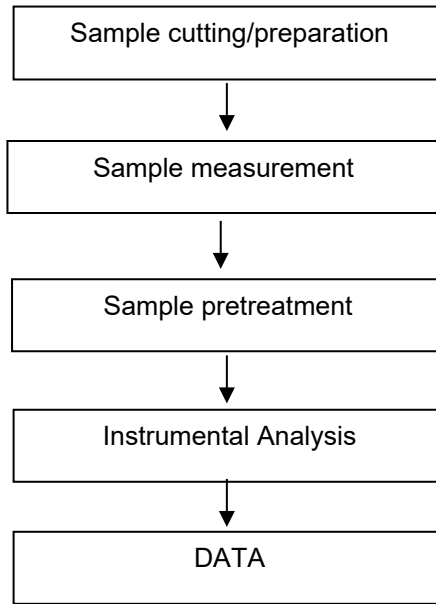 Sample cutting/preparation
Sample measurement
Sample pretreatment
Instrumental Analysis
DATA